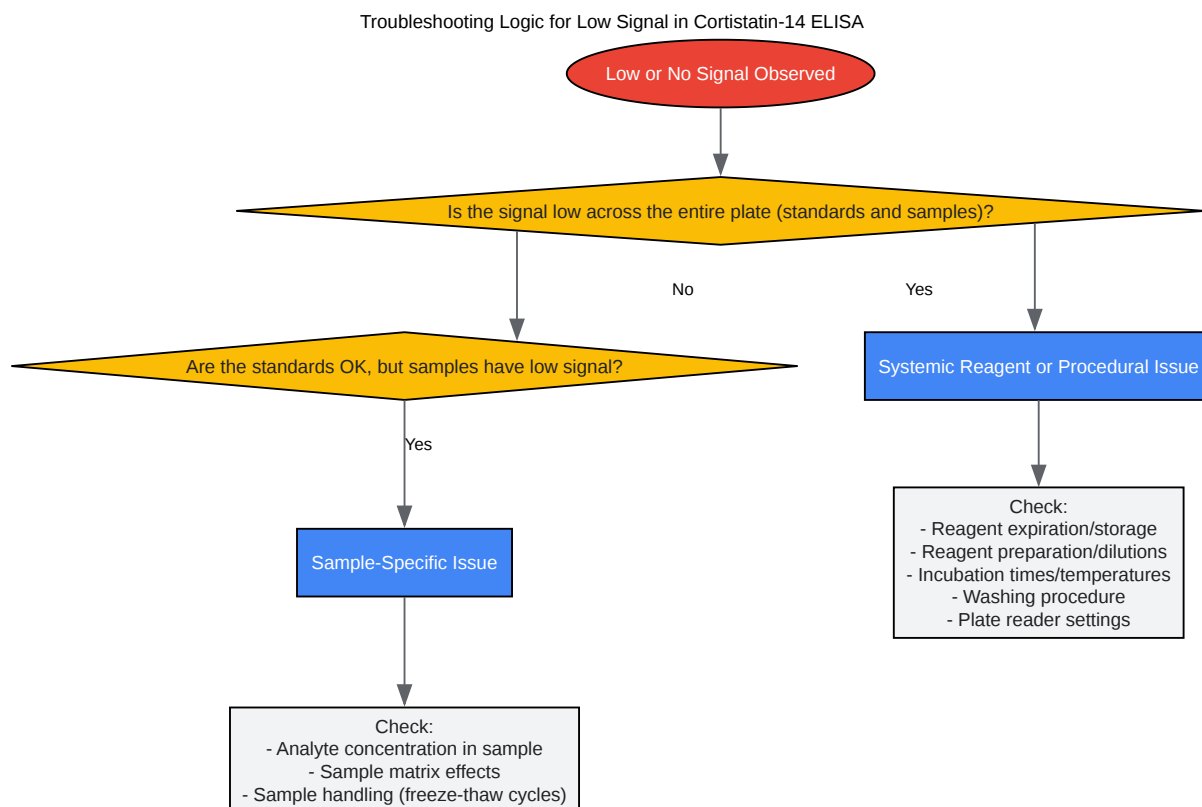 Troubleshooting Logic for Low Signal in Cortistatin-14 ELISA
Low or No Signal Observed
Is the signal low across the entire plate (standards and samples)?
No
Yes
Are the standards OK, but samples have low signal?
Systemic Reagent or Procedural Issue
Yes
Sample-Specific Issue
Check:
- Reagent expiration/storage
- Reagent preparation/dilutions
- Incubation times/temperatures
- Washing procedure
- Plate reader settings
Check:
- Analyte concentration in sample
- Sample matrix effects
- Sample handling (freeze-thaw cycles)